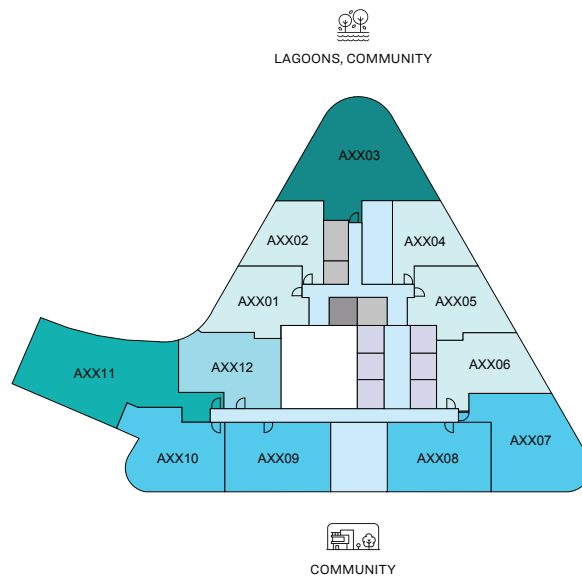 LAGOONS, COMMUNITY
AXX03
AXX02
AXX04
AXX01
AXX05
AXX11
AXX12
AXX06
AXX10
AXX09
AXX08
AXX07
COMMUNITY